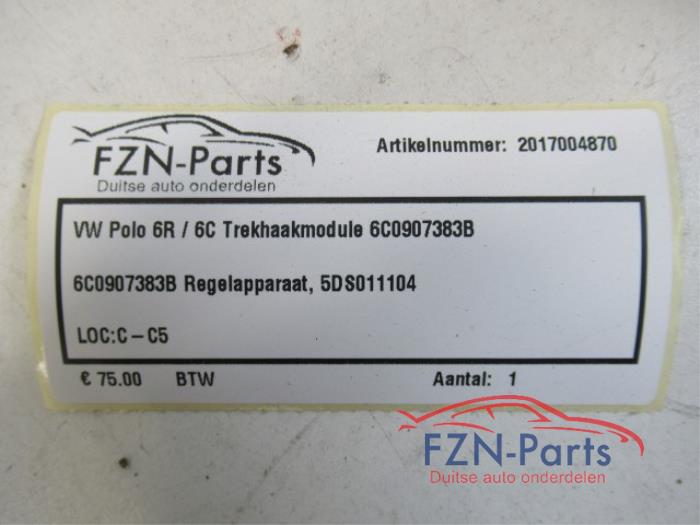 FZN-Parts
Duitse auto onderdelen
Artikelnummer: 2017004870
VW Polo 6R / 6C Trekhaakmodule 6C0907383B
6C0907383B Regelapparaat, 5DS011104
LOC:C-C5
€ 75.00 BTW Aantal: 1
FZN-Parts
Duitse auto onderdelen